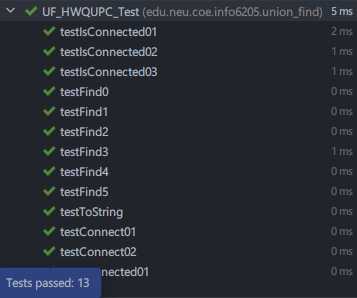 UF_HWQUPC_Test (edu.neu.coe.info6205.union_find) 5 ms
testIsConnected01 2 ms
testIsConnected02 1 ms
testIsConnected03 1 ms
testFind0 0 ms
testFind1 0 ms
testFind2 0 ms
testFind3 1 ms
testFind4 0 ms
testFind5 0 ms
testToString 0 ms
testConnect01 0 ms
testConnect02 0 ms
nnected01 0 ms
Tests passed: 13